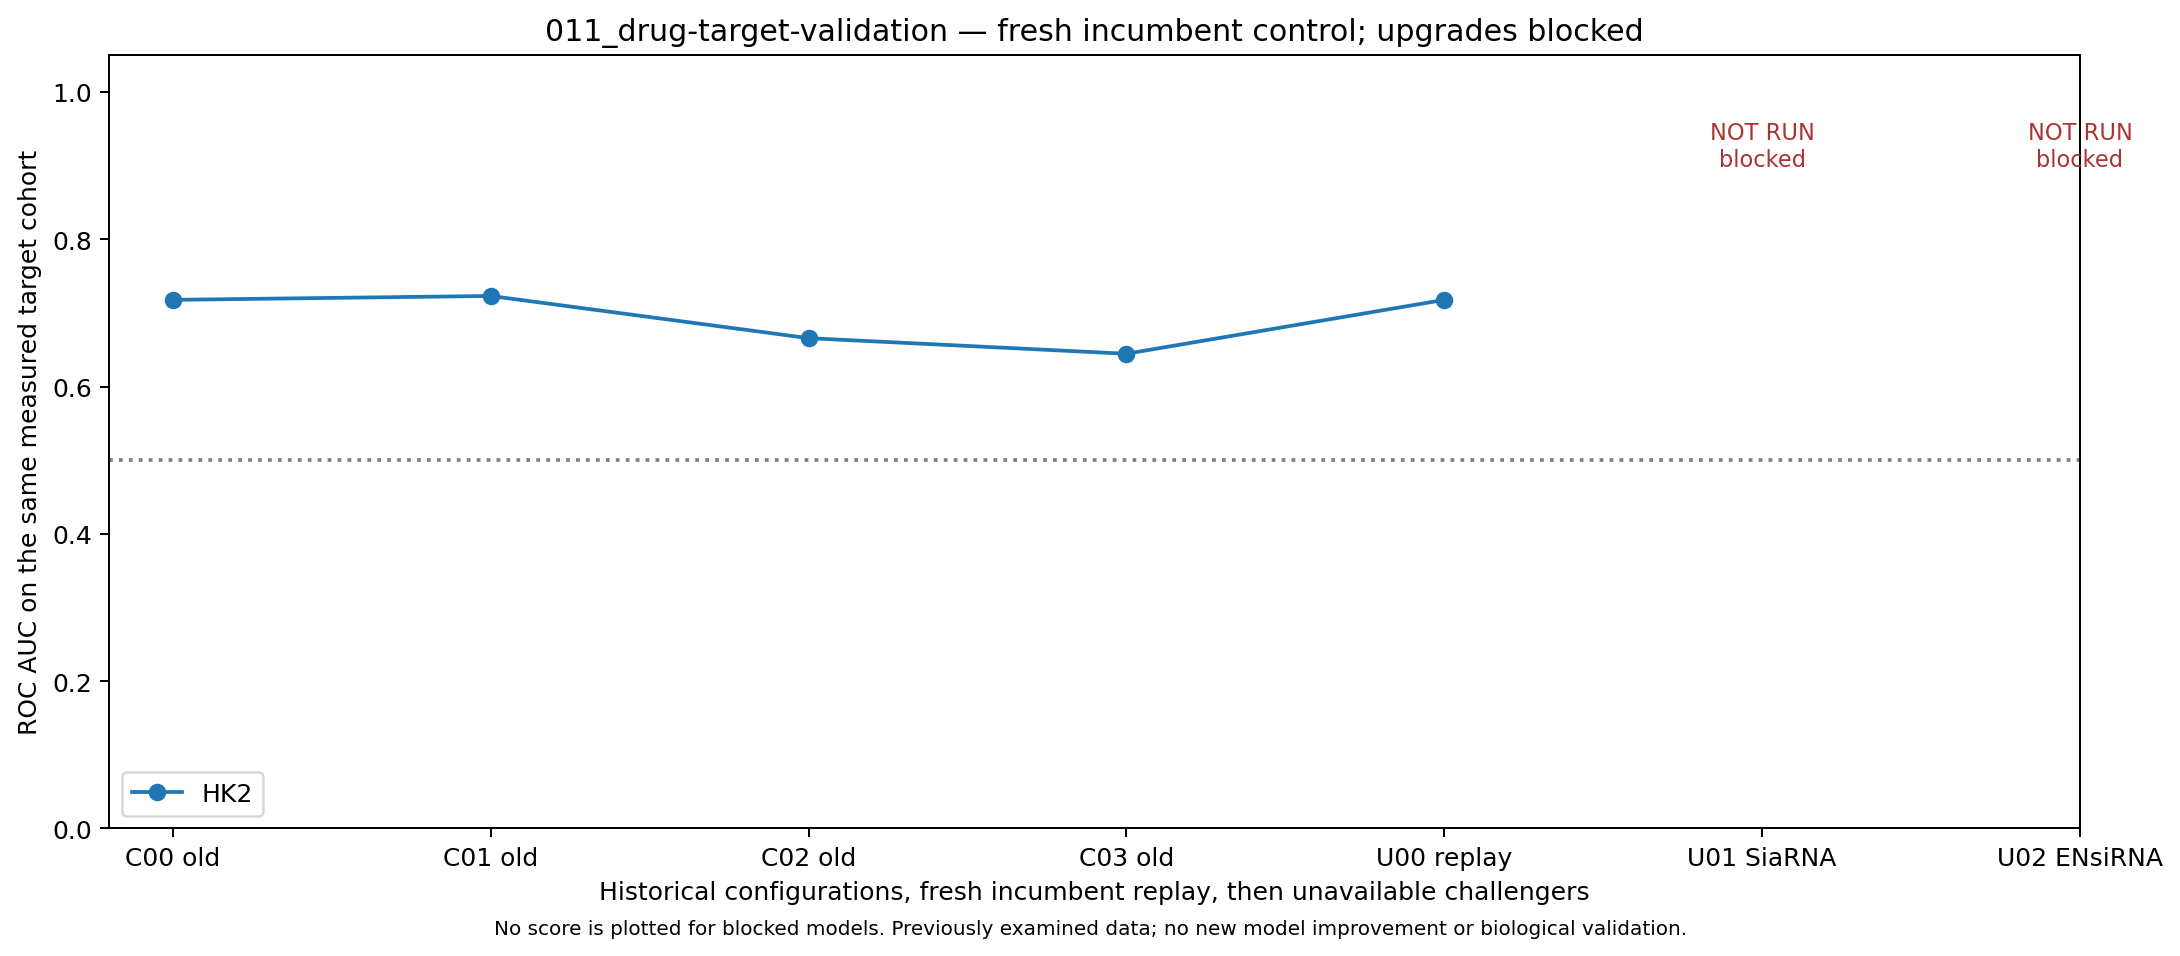 011_drug-target-validation — fresh incumbent control; upgrades blocked
ROC AUC on the same measured target cohort
1.0
0.8
0.6
0.4
0.2
0.0
NOT RUN
blocked
NOT RUN
blocked
HK2
C00 old
C01 old
C02 old
C03 old
U00 replay
U01 SiaRNA
U02 ENsiRNA
Historical configurations, fresh incumbent replay, then unavailable challengers
No score is plotted for blocked models. Previously examined data; no new model improvement or biological validation.